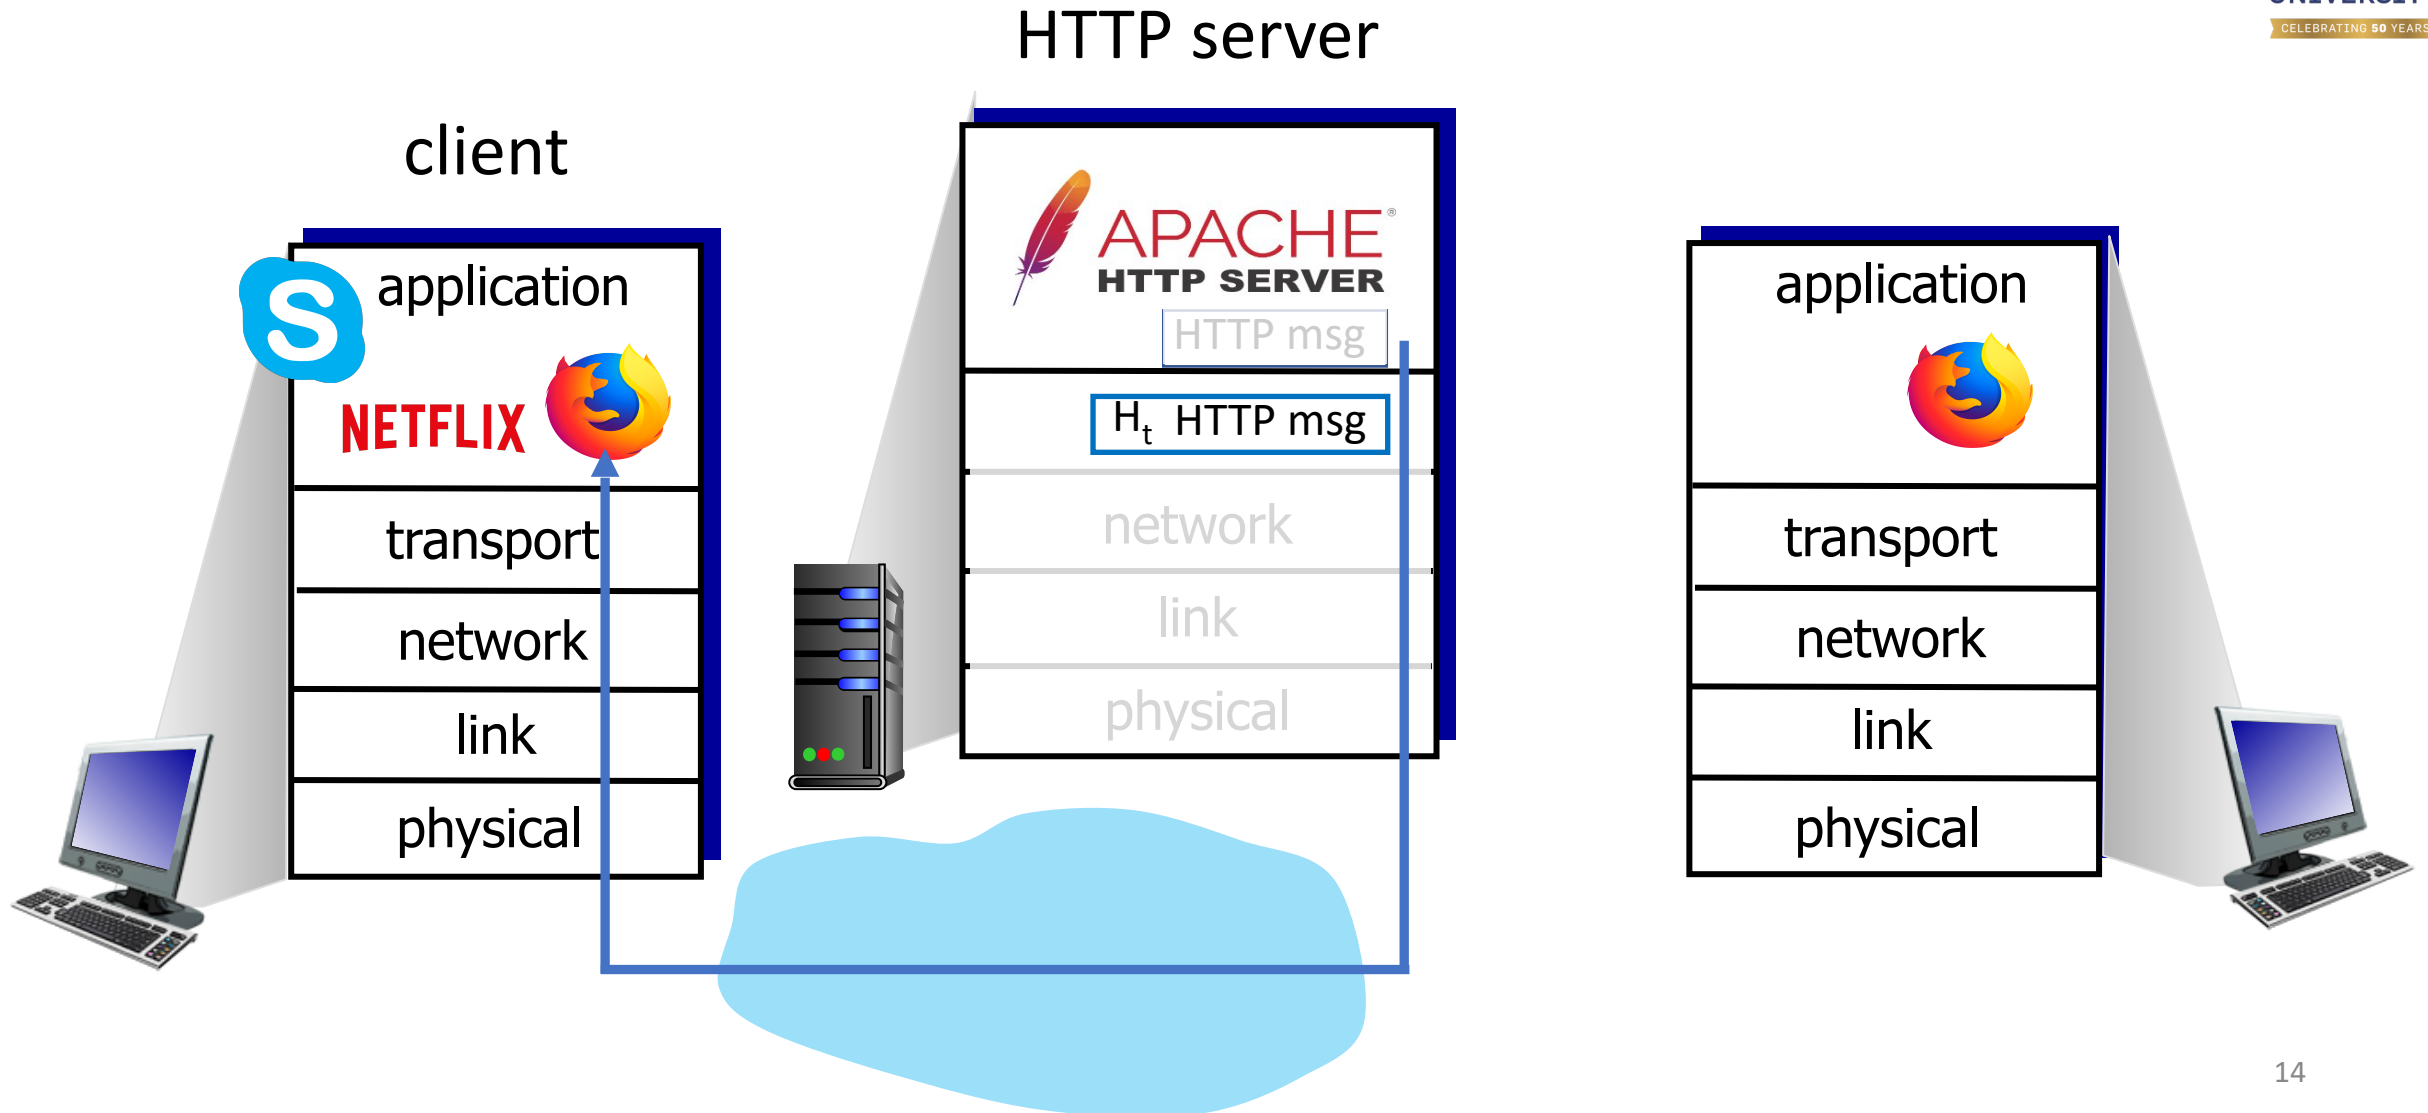 HTTP server
CELEBRATING 50 YEARS
client
APACHE®
HTTP SERVER
HTTP msg
Ht HTTP msg
network
link
physical
S
application
NETFLIX
transport
network
link
physical
application
transport
network
link
physical
14